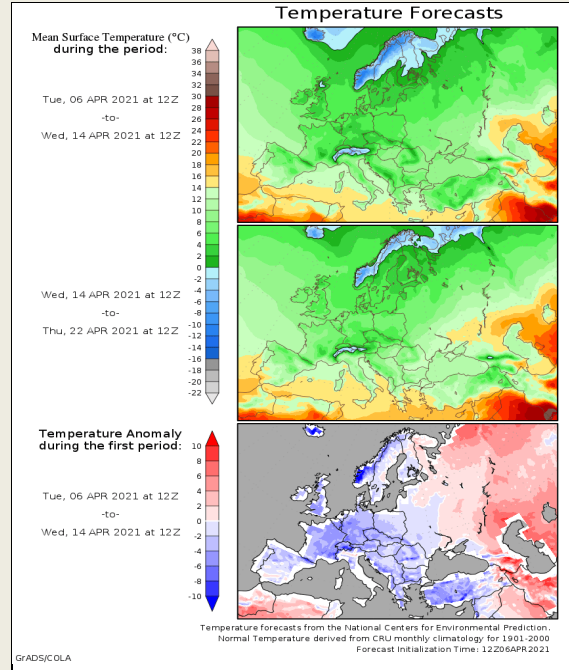 Temperature Forecasts
Mean Surface Temperature (°C)
during the period:
38
36
34
32
30
28
26
24
22
20
18
16
14
12
10
8
6
4
2
0
-2
-4
-6
-8
-10
-12
-14
-16
-18
-20
-22
Tue, 06 APR 2021 at 12Z
-to-
Wed, 14 APR 2021 at 12Z
Wed, 14 APR 2021 at 12Z
-to-
Thu, 22 APR 2021 at 12Z
Temperature Anomaly
during the first period:
10
8
6
4
2
0
-2
-4
-6
-8
-10
Tue, 06 APR 2021 at 12Z
-to-
Wed, 14 APR 2021 at 12Z
Temperature forecasts from the National Centers for Environmental Prediction.
Normal Temperature derived from CRU monthly climatology for 1901-2000
Forecast Initialization Time: 12Z06APR2021
GrADS/COLA